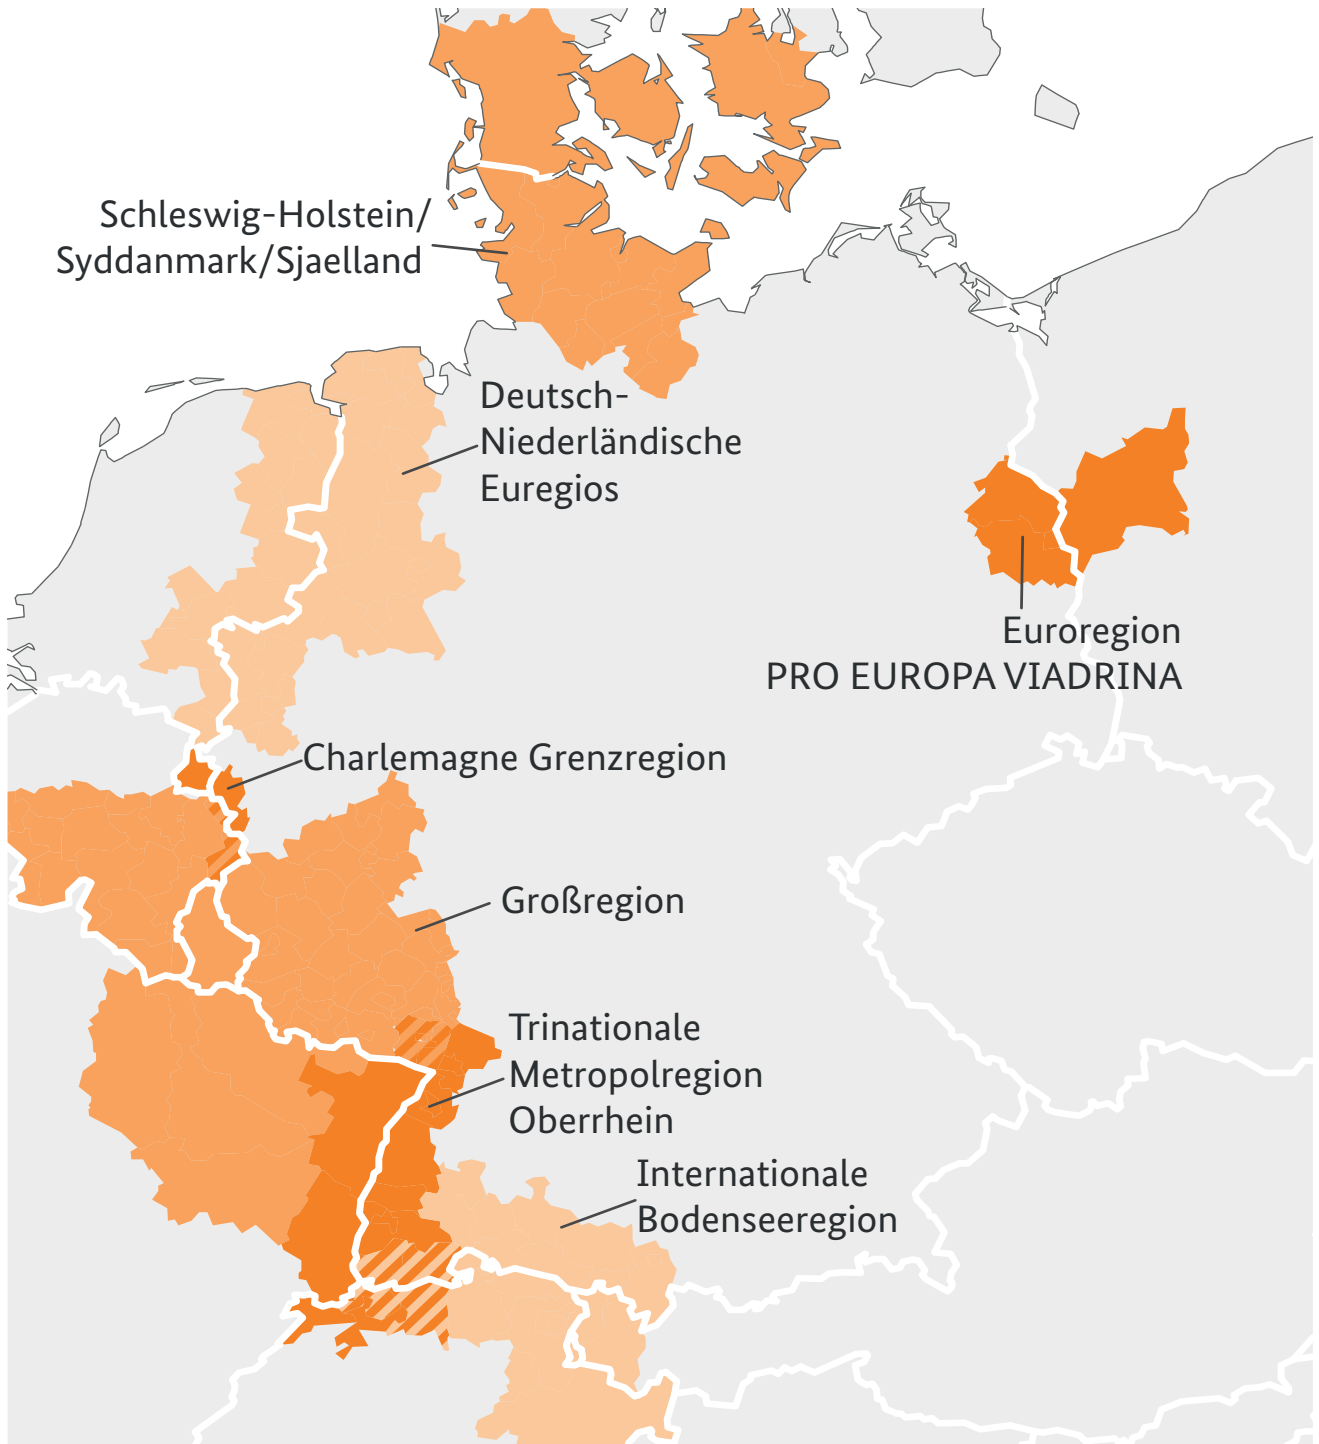 Schleswig-Holstein/
Syddanmark/Sjaelland
Deutsch-
Niederländische
Euregios
Euroregion
PRO EUROPA VIADRINA
Charlemagne Grenzregion
Großregion
Trinationale
Metropolregion
Oberrhein
Internationale
Bodenseeregion